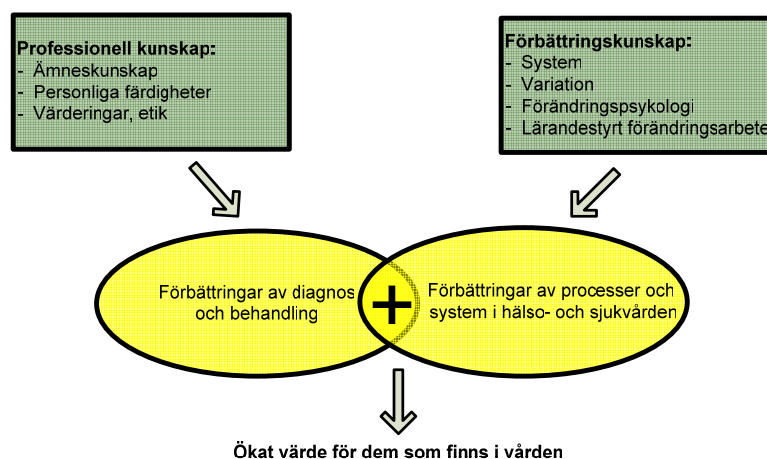 Professionell kunskap:
- Ämneskunskap
- Personliga färdigheter
- Värderingar, etik
Förbättringskunskap:
- System
- Variation
- Förändringspsykologi
- Lärandestyrt förändringsarbete
Förbättringar av diagnos
och behandling
+
Förbättringar av processer och
system i hälso- och sjukvården
Ökat värde för dem som finns i vården